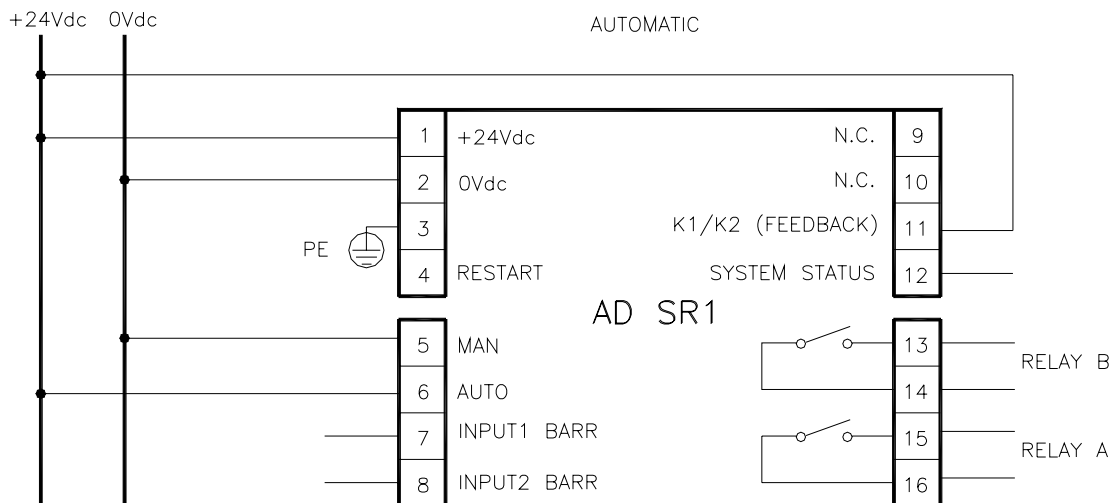 +24Vdc 0Vdc
AUTOMATIC
1 +24Vdc N.C. 9
2 0Vdc N.C. 10
3 K1/K2 (FEEDBACK) 11
PE
4 RESTART SYSTEM STATUS 12
AD SR1
5 MAN 13
RELAY B
6 AUTO 14
7 INPUT1 BARR 15
RELAY A
8 INPUT2 BARR 16